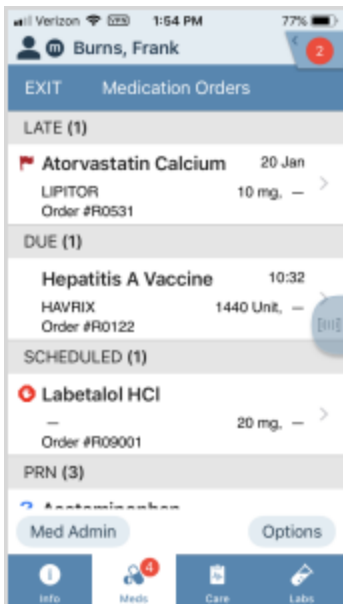 Verizon VPN 1:54 PM 77%
m Burns, Frank 2
EXIT Medication Orders
LATE (1)
Atorvastatin Calcium 20 Jan
LIPITOR 10 mg, —
Order #R0531
DUE (1)
Hepatitis A Vaccine 10:32
HAVRIX 1440 Unit, —
Order #R0122
SCHEDULED (1)
Labetalol HCl
— 20 mg, —
Order #R09001
PRN (3)
? Acetaminophen
Med Admin Options
4
Info Meds Care Labs